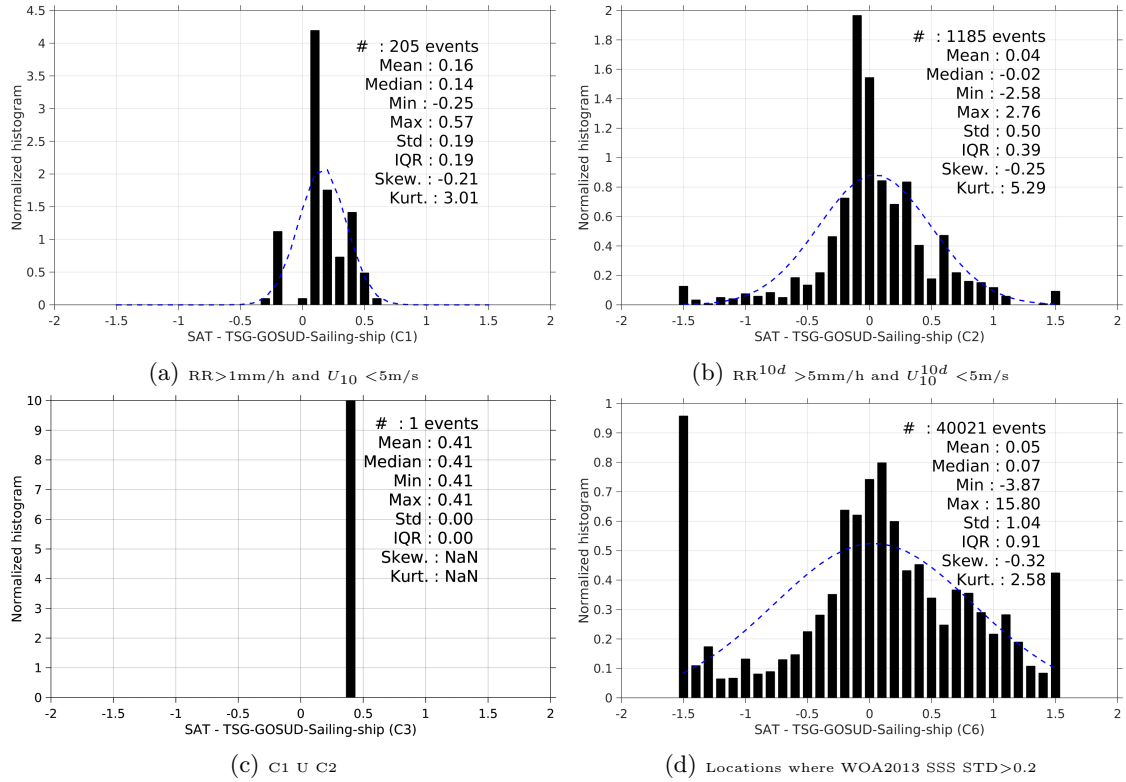 4.5
4
3.5
3
2.5
2
1.5
1
0.5
0
Normalized histogram
# : 205 events
Mean : 0.16
Median : 0.14
Min : -0.25
Max : 0.57
Std : 0.19
IQR : 0.19
Skew. : -0.21
Kurt. : 3.01
-2 -1.5 -1 -0.5 0 0.5 1 1.5 2
SAT - TSG-GOSUD-Sailing-ship (C1)
(a) RR>1mm/h and U10 <5m/s
2
1.8
1.6
1.4
1.2
1
0.8
0.6
0.4
0.2
0
Normalized histogram
# : 1185 events
Mean : 0.04
Median : -0.02
Min : -2.58
Max : 2.76
Std : 0.50
IQR : 0.39
Skew. : -0.25
Kurt. : 5.29
-2 -1.5 -1 -0.5 0 0.5 1 1.5 2
SAT - TSG-GOSUD-Sailing-ship (C2)
(b) RR10d >5mm/h and U10 10d <5m/s
10
9
8
7
6
5
4
3
2
1
0
Normalized histogram
# : 1 events
Mean : 0.41
Median : 0.41
Min : 0.41
Max : 0.41
Std : 0.00
IQR : 0.00
Skew. : NaN
Kurt. : NaN
-2 -1.5 -1 -0.5 0 0.5 1 1.5 2
SAT - TSG-GOSUD-Sailing-ship (C3)
(c) C1 U C2
1
0.9
0.8
0.7
0.6
0.5
0.4
0.3
0.2
0.1
0
Normalized histogram
# : 40021 events
Mean : 0.05
Median : 0.07
Min : -3.87
Max : 15.80
Std : 1.04
IQR : 0.91
Skew. : -0.32
Kurt. : 2.58
-2 -1.5 -1 -0.5 0 0.5 1 1.5 2
SAT - TSG-GOSUD-Sailing-ship (C6)
(d) Locations where WOA2013 SSS STD>0.2